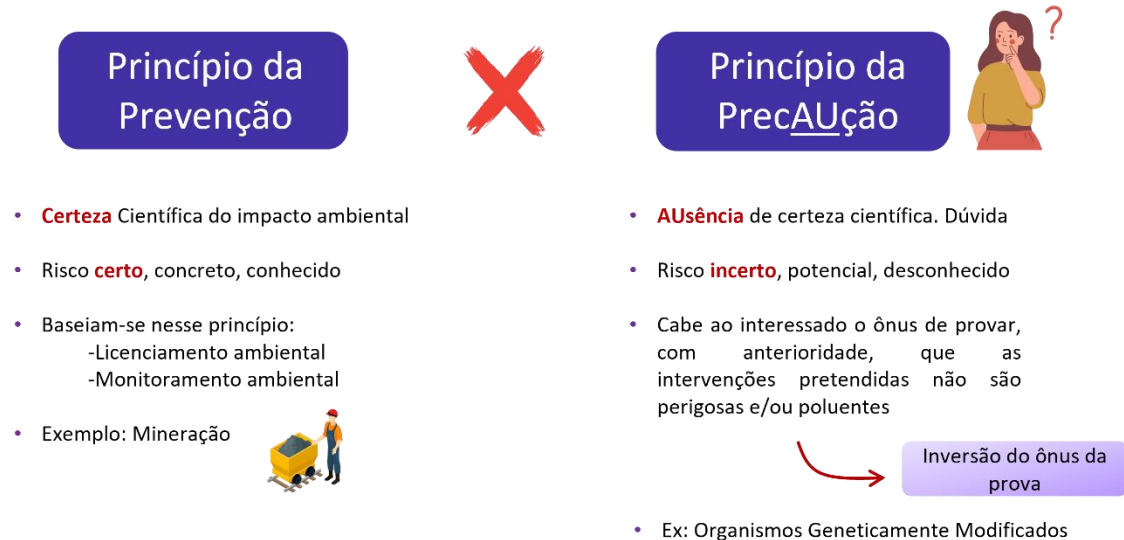 Princípio da
Prevenção
• Certeza Científica do impacto ambiental
• Risco certo, concreto, conhecido
• Baseiam-se nesse princípio:
-Licenciamento ambiental
-Monitoramento ambiental
• Exemplo: Mineração
Princípio da
PrecAUção
?
• AUsência de certeza científica. Dúvida
• Risco incerto, potencial, desconhecido
• Cabe ao interessado o ônus de provar,
com anterioridade, que as
intervenções pretendidas não são
perigosas e/ou poluentes
Inversão do ônus da
prova
• Ex: Organismos Geneticamente Modificados